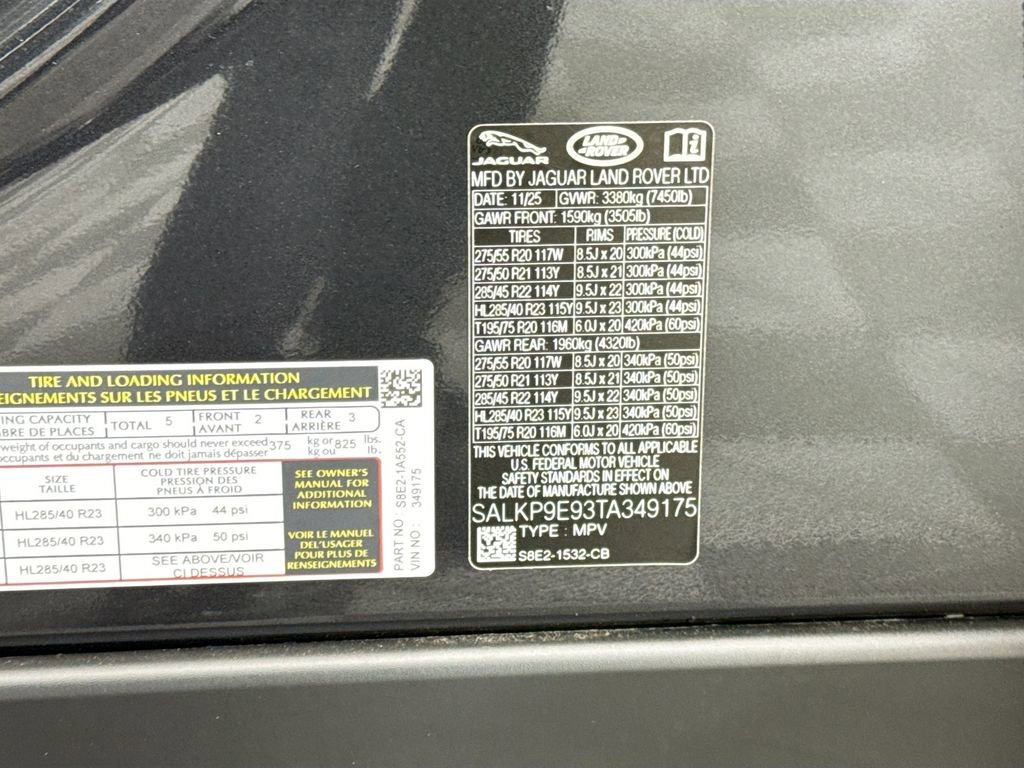 JAGUAR LAND ROVER i
MFD BY JAGUAR LAND ROVER LTD
DATE: 11/25 GVWR: 3380kg (7450lb)
GAWR FRONT: 1590kg (3505lb)
TIRES RIMS PRESSURE (COLD)
275/55 R20 117W 8.5J x 20 300kPa (44psi)
275/50 R21 113Y 8.5J x 21 300kPa (44psi)
285/45 R22 114Y 9.5J x 22 300kPa (44psi)
HL285/40 R23 115Y 9.5J x 23 300kPa (44psi)
T195/75 R20 116M 6.0J x 20 420kPa (60psi)
GAWR REAR: 1960kg (4320lb)
275/55 R20 117W 8.5J x 20 340kPa (50psi)
275/50 R21 113Y 8.5J x 21 340kPa (50psi)
285/45 R22 114Y 9.5J x 22 340kPa (50psi)
HL285/40 R23 115Y 9.5J x 23 340kPa (50psi)
T195/75 R20 116M 6.0J x 20 420kPa (60psi)
THIS VEHICLE CONFORMS TO ALL APPLICABLE
U.S. FEDERAL MOTOR VEHICLE
SAFETY STANDARDS IN EFFECT ON
THE DATE OF MANUFACTURE SHOWN ABOVE
SALKP9E93TA349175
TYPE : MPV
S8E2-1532-CB
TIRE AND LOADING INFORMATION
EIGNEMENTS SUR LES PNEUS ET LE CHARGEMENT
ING CAPACITY TOTAL 5 FRONT 2 REAR 3
BRE DE PLACES AVANT ARRIÈRE
weight of occupants and cargo should never exceed 375 kg or 825 lbs.
occupants et du chargement ne doit jamais dépasser kg ou lb.
SIZE
TAILLE
COLD TIRE PRESSURE
PRESSION DES
PNEUS A FROID
HL285/40 R23 300 kPa 44 psi
HL285/40 R23 340 kPa 50 psi
HL285/40 R23 SEE ABOVE/VOIR
CI DESSUS
SEE OWNER'S
MANUAL FOR
ADDITIONAL
INFORMATION
VOIR LE MANUEL
DEL'USAGER
POUR PLUS DE
RENSEIGNEMENTS
PART NO : S8E2-1A552-CA
VIN NO : 349175